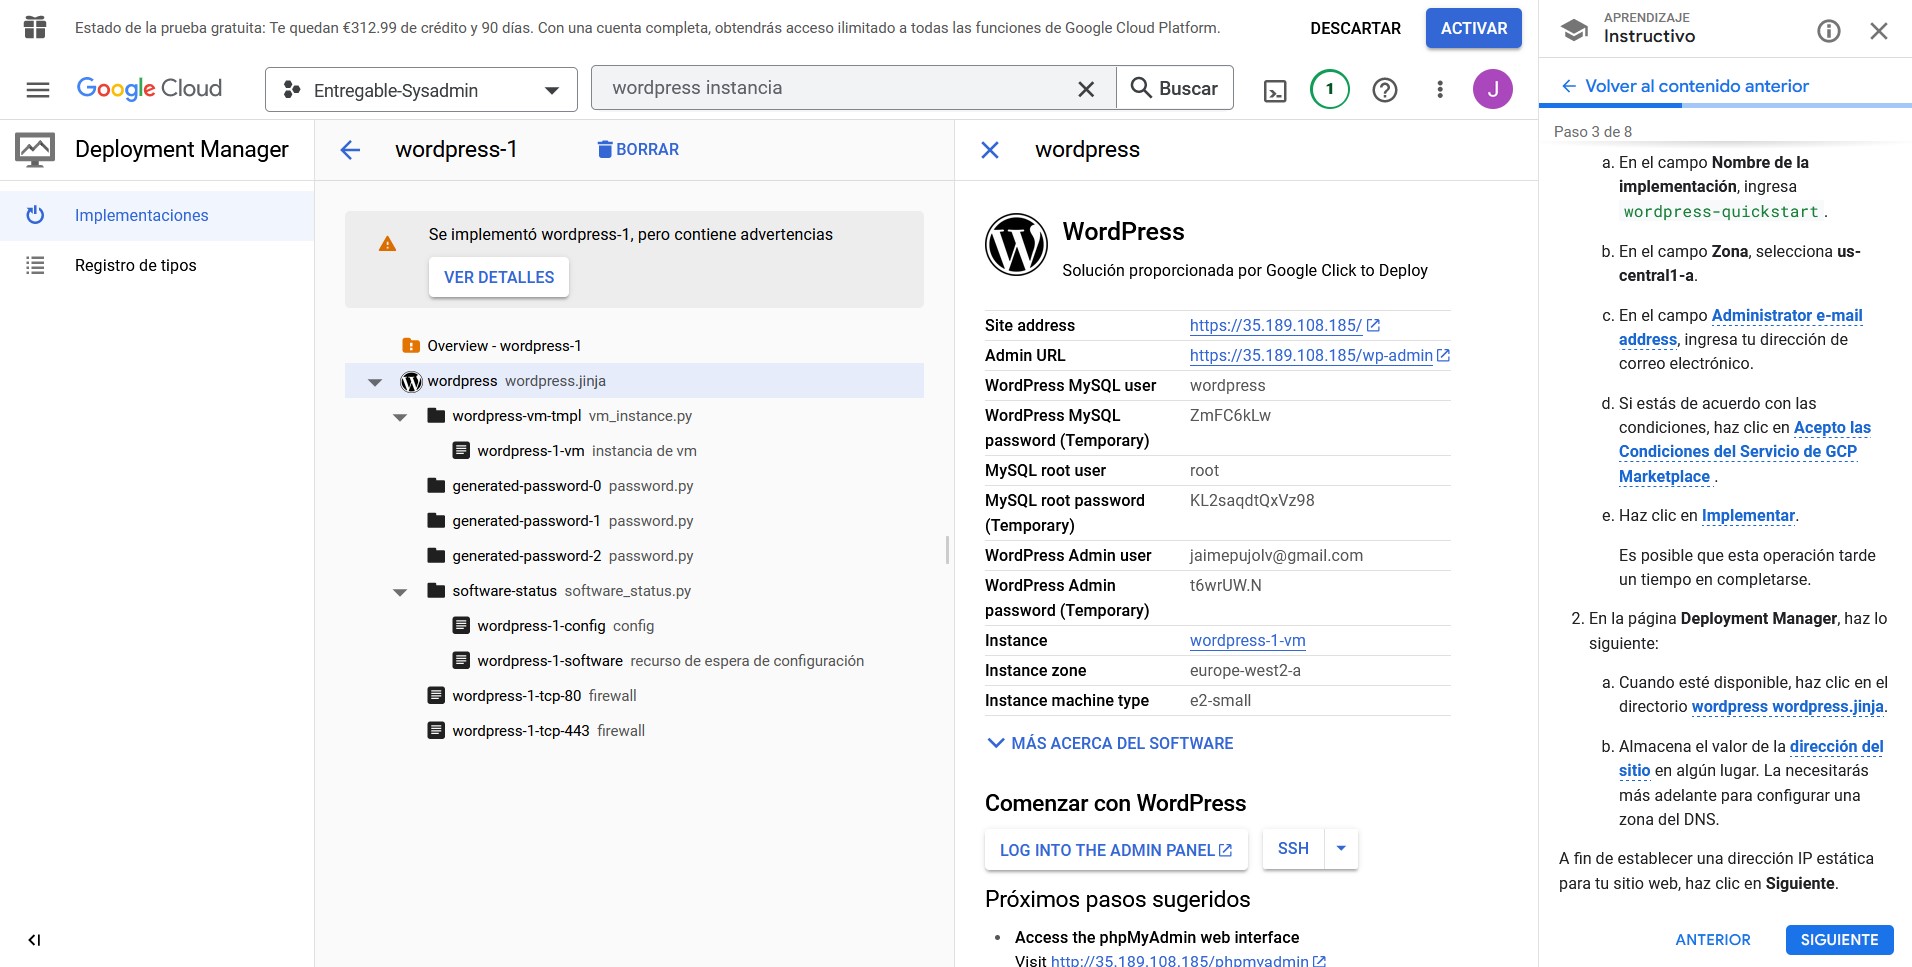 Estado de la prueba gratuita: Te quedan €312.99 de crédito y 90 días. Con una cuenta completa, obtendrás acceso ilimitado a todas las funciones de Google Cloud Platform.
DESCARTAR
ACTIVAR
Google Cloud
Entregable-Sysadmin
wordpress instancia
Buscar
1
J
Deployment Manager
Implementaciones
Registro de tipos
wordpress-1
BORRAR
Se implementó wordpress-1, pero contiene advertencias
VER DETALLES
Overview - wordpress-1
wordpress wordpress.jinja
wordpress-vm-tmpl vm_instance.py
wordpress-1-vm instancia de vm
generated-password-0 password.py
generated-password-1 password.py
generated-password-2 password.py
software-status software_status.py
wordpress-1-config config
wordpress-1-software recurso de espera de configuración
wordpress-1-tcp-80 firewall
wordpress-1-tcp-443 firewall
wordpress
WordPress
Solución proporcionada por Google Click to Deploy
Site address https://35.189.108.185/
Admin URL https://35.189.108.185/wp-admin
WordPress MySQL user wordpress
WordPress MySQL ZmFC6kLw
password (Temporary)
MySQL root user root
MySQL root password KL2saqdtQxVz98
(Temporary)
WordPress Admin user jaimepujolv@gmail.com
WordPress Admin t6wrUW.N
password (Temporary)
Instance wordpress-1-vm
Instance zone europe-west2-a
Instance machine type e2-small
MÁS ACERCA DEL SOFTWARE
Comenzar con WordPress
LOG INTO THE ADMIN PANEL
SSH
Próximos pasos sugeridos
• Access the phpMyAdmin web interface
Visit http://35.189.108.185/phpmyadmin
APRENDIZAJE
Instructivo
Volver al contenido anterior
Paso 3 de 8
a. En el campo Nombre de la
implementación, ingresa
wordpress-quickstart .
b. En el campo Zona, selecciona us-
central1-a.
c. En el campo Administrator e-mail
address, ingresa tu dirección de
correo electrónico.
d. Si estás de acuerdo con las
condiciones, haz clic en Acepto las
Condiciones del Servicio de GCP
Marketplace .
e. Haz clic en Implementar.
Es posible que esta operación tarde
un tiempo en completarse.
2. En la página Deployment Manager, haz lo
siguiente:
a. Cuando esté disponible, haz clic en el
directorio wordpress wordpress.jinja.
b. Almacena el valor de la dirección del
sitio en algún lugar. La necesitarás
más adelante para configurar una
zona del DNS.
A fin de establecer una dirección IP estática
para tu sitio web, haz clic en Siguiente.
ANTERIOR
SIGUIENTE